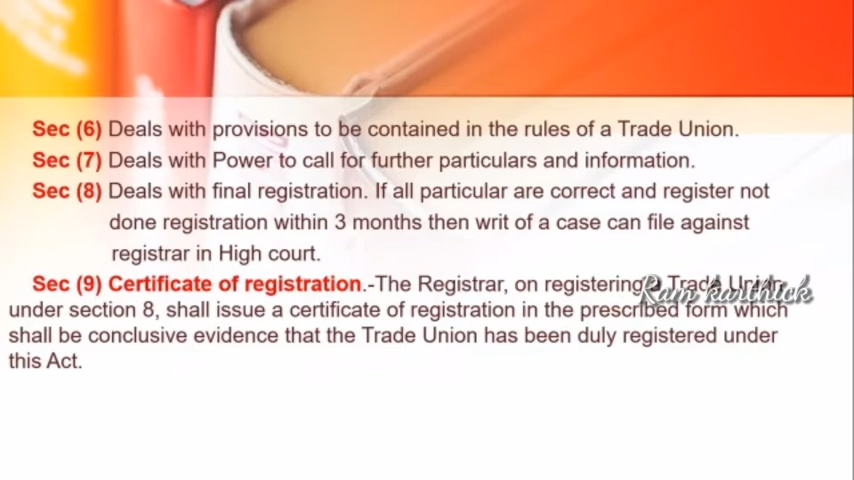 Sec (6) Deals with provisions to be contained in the rules of a Trade Union.
Sec (7) Deals with Power to call for further particulars and information.
Sec (8) Deals with final registration. If all particular are correct and register not
done registration within 3 months then writ of a case can file against
registrar in High court.
Sec (9) Certificate of registration.-The Registrar, on registering a Trade Union
Ram karthick
under section 8, shall issue a certificate of registration in the prescribed form which
shall be conclusive evidence that the Trade Union has been duly registered under
this Act.